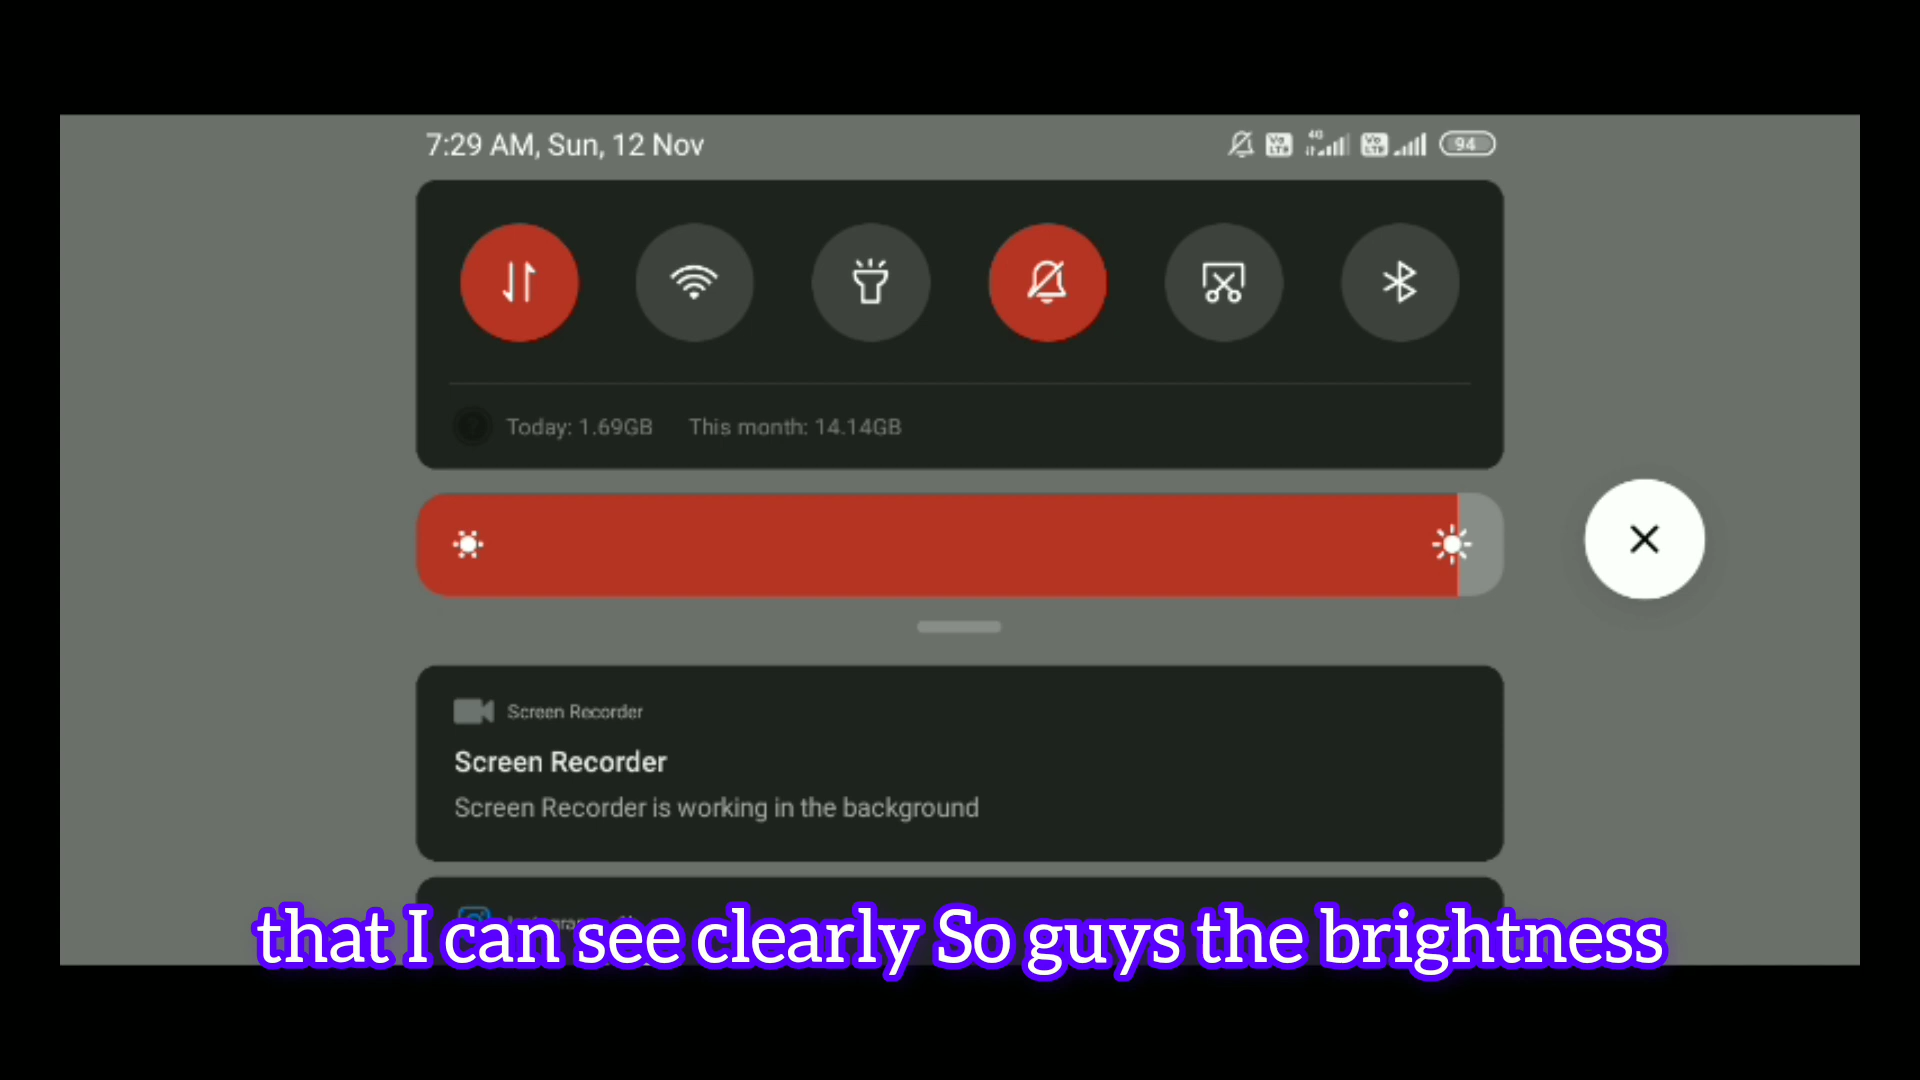 7:29 AM, Sun, 12 Nov
4G
94
Today: 1.69GB This month: 14.14GB
Screen Recorder
Screen Recorder
Screen Recorder is working in the background
that I can see clearly So guys the brightness